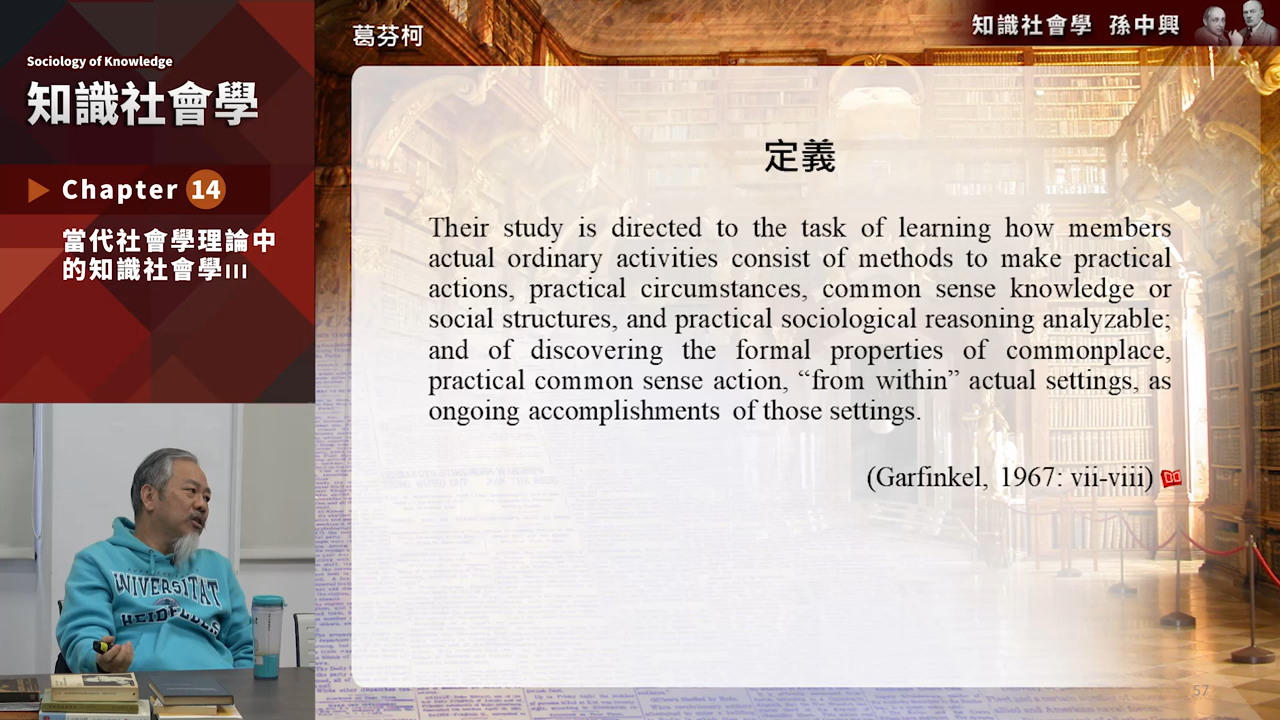 Sociology of Knowledge
知識社會學
Chapter 14
當代社會學理論中
的知識社會學III
葛芬柯
知識社會學 孫中興
定義
Their study is directed to the task of learning how members
actual ordinary activities consist of methods to make practical
actions, practical circumstances, common sense knowledge or
social structures, and practical sociological reasoning analyzable;
and of discovering the formal properties of commonplace,
practical common sense action, “from within” actual settings, as
ongoing accomplishments of those settings.
(Garfinkel, 1967: vii-viii)
UNIVERSITAT
HEIDELBERG
57